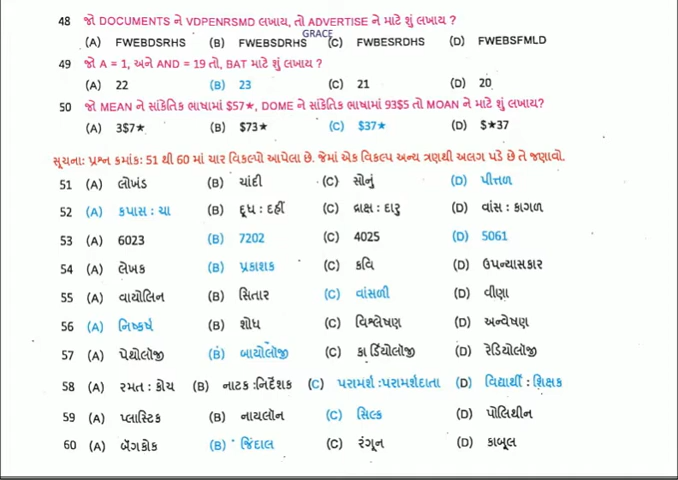 48 જો DOCUMENTS ને VDPENRSMD લખાય, તો ADVERTISE ને માટે શું લખાય ?
GRACE
(A) FWEBDSRHS (B) FWEBSDRHS (C) FWBESRDHS (D) FWEBSFMLD
49 જો A = 1, અને AND = 19 તો, BAT માટે શું લખાય ?
(A) 22 (B) 23 (C) 21 (D) 20
50 જો MEAN ને સાંકેતિક ભાષામાં $57★, DOME ને સાંકેતિક ભાષામાં 93$5 તો MOAN ને માટે શું લખાય?
(A) 3$7★ (B) $73★ (C) $37★ (D) $★37
સૂચના: પ્રશ્ન ક્રમાંક: 51 થી 60 માં ચાર વિકલ્પો આપેલા છે. જેમાં એક વિકલ્પ અન્ય ત્રણથી અલગ પડે છે તે જણાવો.
51 (A) લોખંડ (B) ચાંદી (C) સોનું (D) પીત્તળ
52 (A) કપાસ : ચા (B) દૂધ : દહીં (C) દ્રાક્ષ : દારુ (D) વાંસ : કાગળ
53 (A) 6023 (B) 7202 (C) 4025 (D) 5061
54 (A) લેખક (B) પ્રકાશક (C) કવિ (D) ઉપન્યાસકાર
55 (A) વાયોલિન (B) સિતાર (C) વાંસળી (D) વીણા
56 (A) નિષ્કર્ષ (B) શોધ (C) વિશ્લેષણ (D) અન્વેષણ
57 (A) પેથોલૉજી (B) બાયોલૉજી (C) કાર્ડિયોલૉજી (D) રેડિયોલૉજી
58 (A) રમત : કોચ (B) નાટક :નિર્દેશક (C) પરામર્શ :પરામર્શદાતા (D) વિદ્યાર્થી : શિક્ષક
59 (A) પ્લાસ્ટિક (B) નાયલૉન (C) સિલ્ક (D) પોલિથીન
60 (A) બૅંગકોક (B) જિંદાલ (C) રંગૂન (D) કાબૂલ